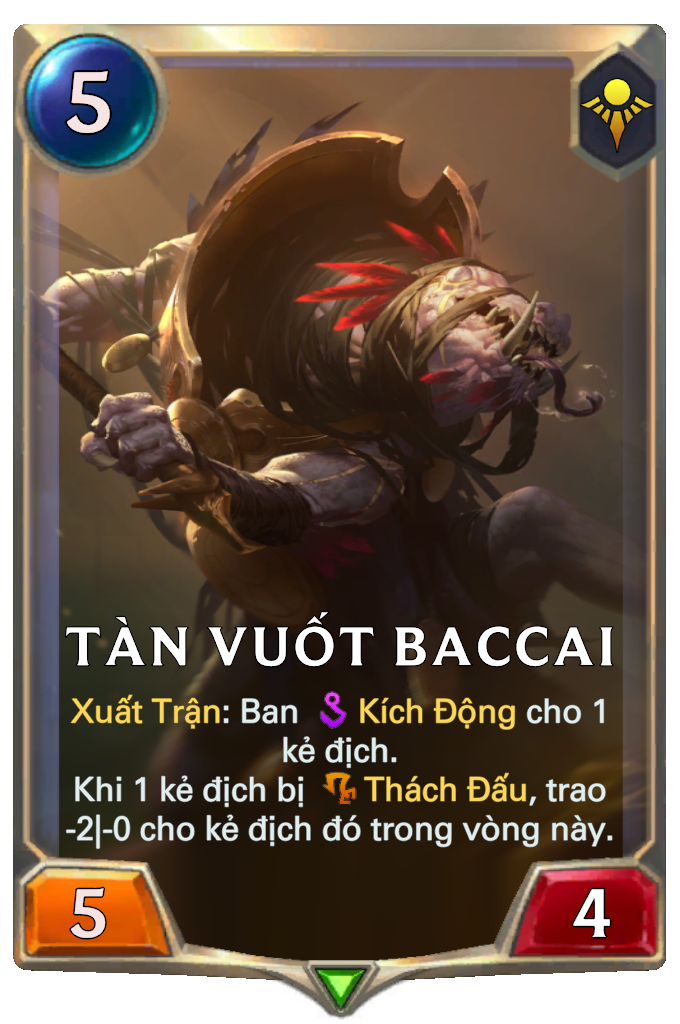 5
TÀN VUỐT BACCAI
Xuất Trận: Ban Kích Động cho 1
kẻ địch.
Khi 1 kẻ địch bị Thách Đấu, trao
-2|-0 cho kẻ địch đó trong vòng này.
5
4